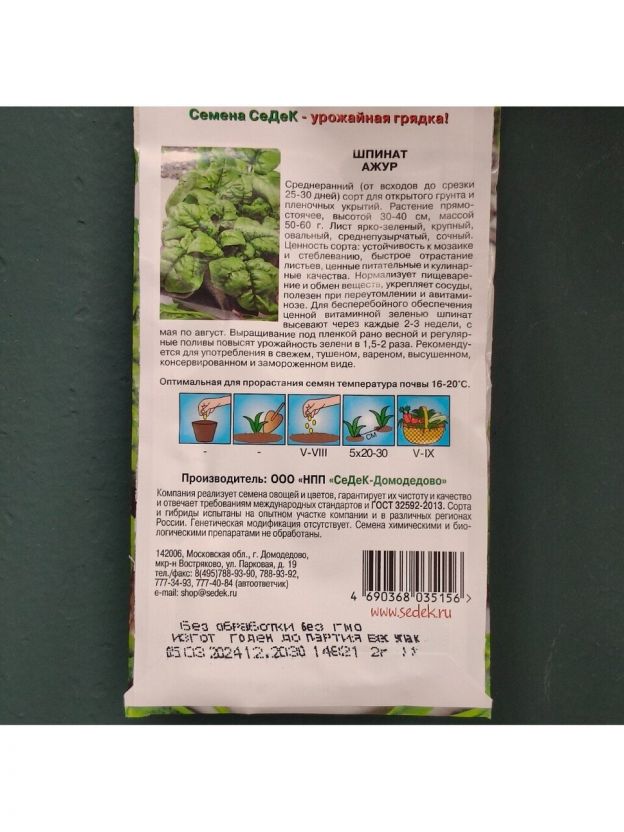 Семена СеДеК - урожайная грядка!
ШПИНАТ
АЖУР
Среднеранний (от всходов до срезки
25-30 дней) сорт для открытого грунта и
пленочных укрытий. Растение прямо-
стоячее, высотой 30-40 см, массой
50-60 г. Лист ярко-зеленый, крупный,
овальный, среднепузырчатый, сочный.
Ценность сорта: устойчивость к мозаике
и стеблеванию, быстрое отрастание
листьев, ценные питательные и кулинар-
ные качества. Нормализует пищеваре-
ние и обмен веществ, укрепляет сосуды,
полезен при переутомлении и авитами-
нозе. Для бесперебойного обеспечения
ценной витаминной зеленью шпинат
высевают через каждые 2-3 недели, с
мая по август. Выращивание под пленкой рано весной и регуляр-
ные поливы повысят урожайность зелени в 1,5-2 раза. Рекоменду-
ется для употребления в свежем, тушеном, вареном, высушенном,
консервированном и замороженном виде.
Оптимальная для прорастания семян температура почвы 16-20°С.
СМ
- - V-VIII 5x20-30 V-IX
Производитель: ООО "НПП "СеДеК-Домодедово"
Компания реализует семена овощей и цветов, гарантирует их чистоту и качество
и отвечает требованиям международных стандартов и ГОСТ 32592-2013. Сорта
и гибриды испытаны на опытном участке компании и в различных регионах
России. Генетическая модификация отсутствует. Семена химическими и био-
логическими препаратами не обработаны.
142006, Московская обл., г. Домодедово,
мкр-н Востряково, ул. Парковая, д. 19
тел./факс: 8(495)788-93-90, 788-93-92,
777-34-93, 777-40-84 (автоответчик)
e-mail: shop@sedek.ru
4 690368 035156 >
www.sedek.ru
Без обработки без гмо
изгот годен до партия вес упак
05.03 2024 12.2030 14821 2г